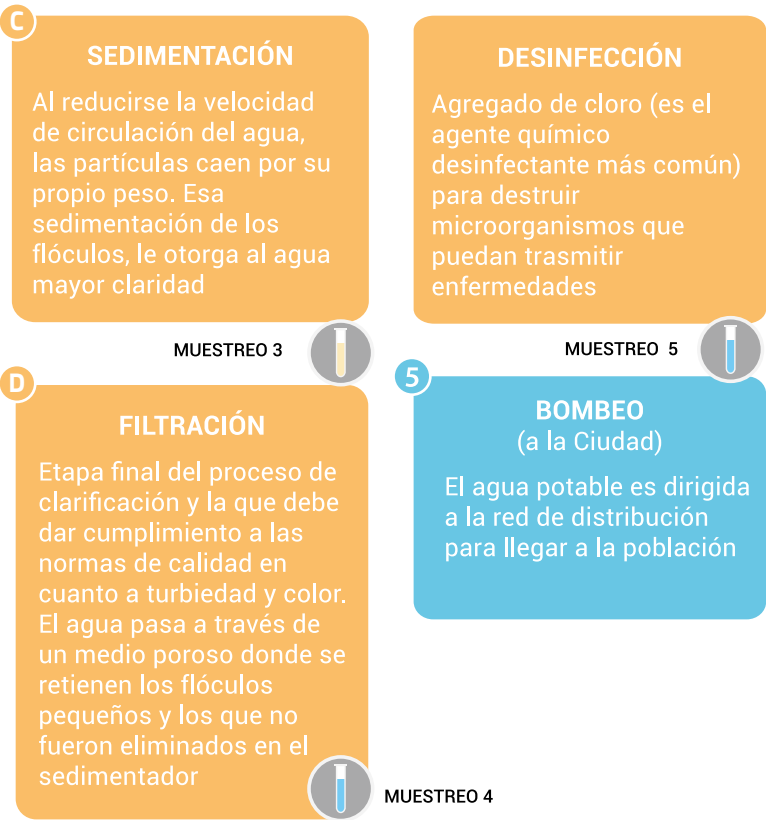 C
SEDIMENTACIÓN
Al reducirse la velocidad
de circulación del agua,
las partículas caen por su
propio peso. Esa
sedimentación de los
flóculos, le otorga al agua
mayor claridad
MUESTREO 3
D
FILTRACIÓN
Etapa final del proceso de
clarificación y la que debe
dar cumplimiento a las
normas de calidad en
cuanto a turbiedad y color.
El agua pasa a través de
un medio poroso donde se
retienen los flóculos
pequeños y los que no
fueron eliminados en el
sedimentador
MUESTREO 4
DESINFECCIÓN
Agregado de cloro (es el
agente químico
desinfectante más común)
para destruir
microorganismos que
puedan trasmitir
enfermedades
MUESTREO 5
5
BOMBEO
(a la Ciudad)
El agua potable es dirigida
a la red de distribución
para llegar a la población